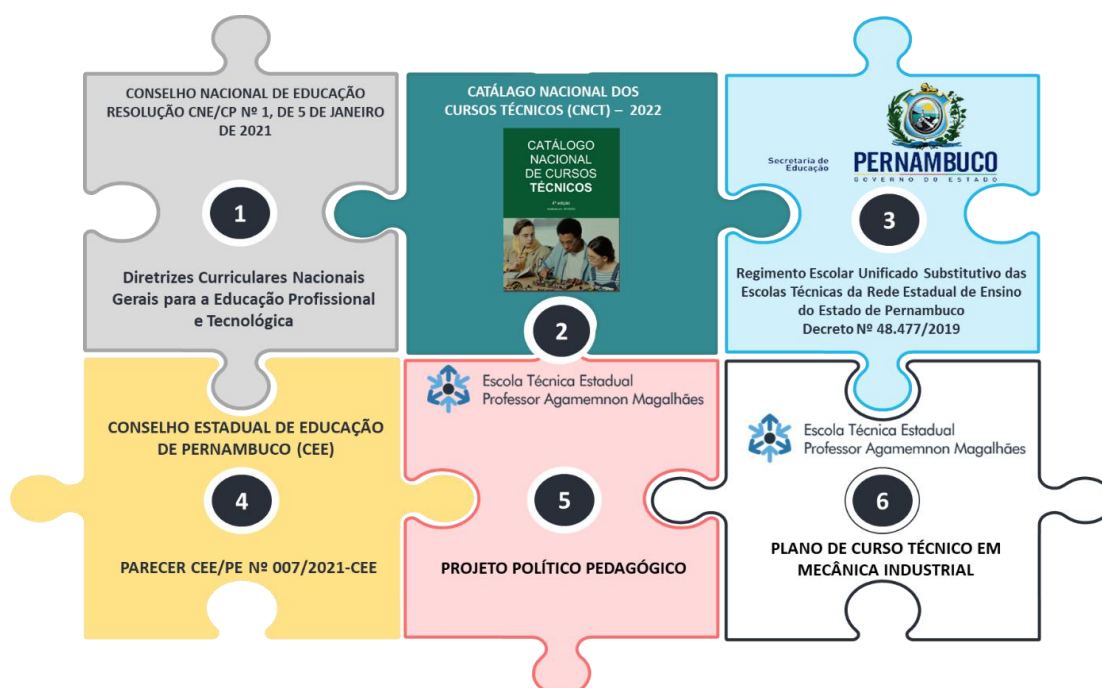 CONSELHO NACIONAL DE EDUCAÇÃO
RESOLUÇÃO CNE/CP Nº 1, DE 5 DE JANEIRO
DE 2021
1
Diretrizes Curriculares Nacionais
Gerais para a Educação Profissional
e Tecnológica
CATÁLAGO NACIONAL DOS
CURSOS TÉCNICOS (CNCT) – 2022
CATÁLOGO
NACIONAL
DE CURSOS
TÉCNICOS
4ª edição
2
Secretaria de
Educação
PERNAMBUCO
GOVERNO DO ESTADO
3
Regimento Escolar Unificado Substitutivo das
Escolas Técnicas da Rede Estadual de Ensino
do Estado de Pernambuco
Decreto Nº 48.477/2019
CONSELHO ESTADUAL DE EDUCAÇÃO
DE PERNAMBUCO (CEE)
4
PARECER CEE/PE Nº 007/2021-CEE
Escola Técnica Estadual
Professor Agamemnon Magalhães
5
PROJETO POLÍTICO PEDAGÓGICO
Escola Técnica Estadual
Professor Agamemnon Magalhães
6
PLANO DE CURSO TÉCNICO EM
MECÂNICA INDUSTRIAL